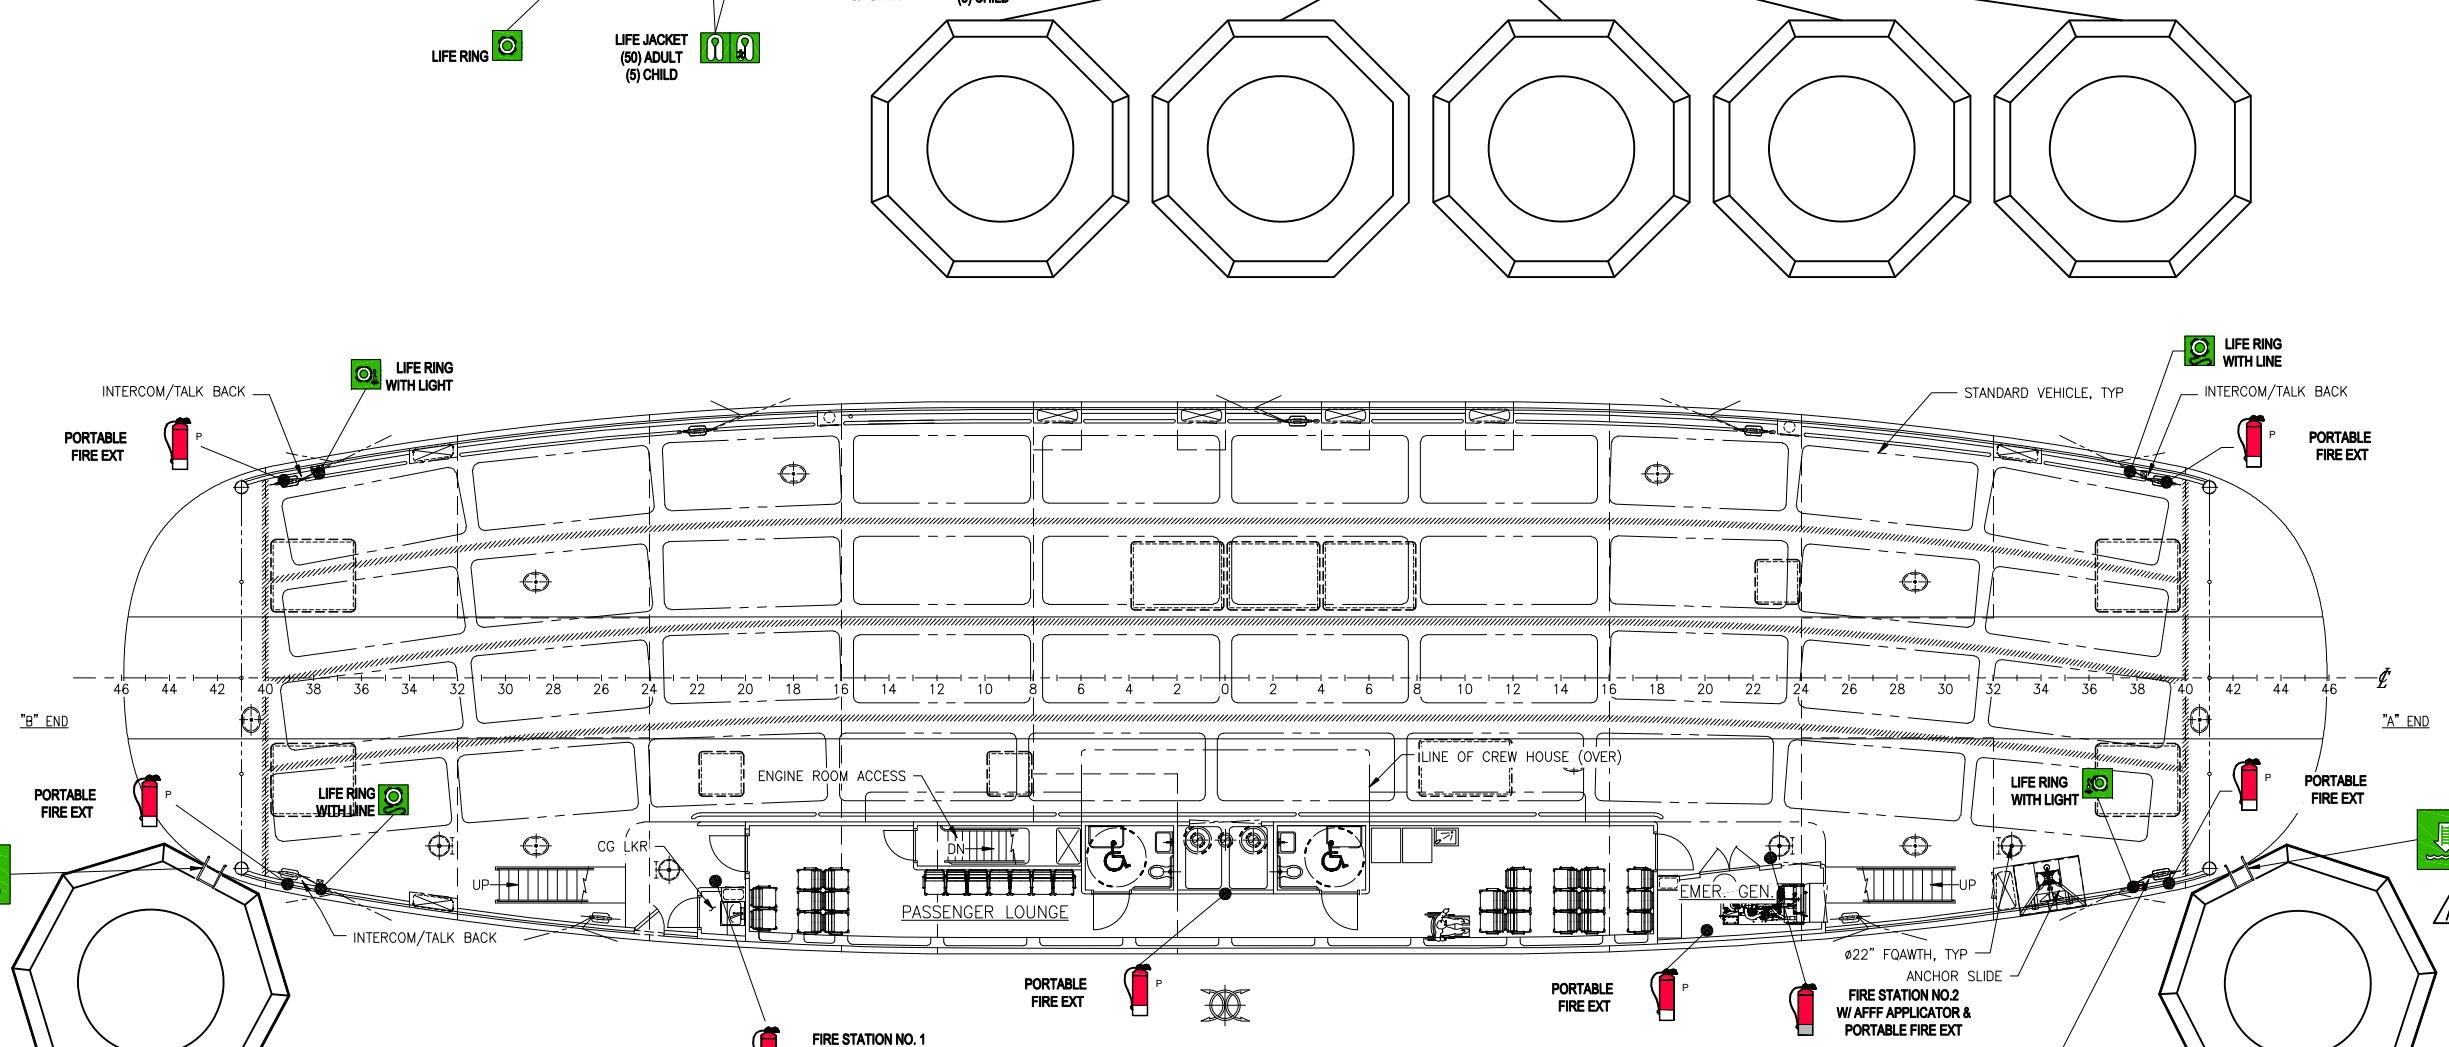 (5) CHILD
LIFE RING
LIFE JACKET
(50) ADULT
(5) CHILD
LIFE RING
WITH LIGHT
INTERCOM/TALK BACK
P
PORTABLE
FIRE EXT
LIFE RING
WITH LINE
INTERCOM/TALK BACK
STANDARD VEHICLE, TYP
P
PORTABLE
FIRE EXT
46 44 42 40 38 36 34 32 30 28 26 24 22 20 18 16 14 12 10 8 6 4 2 0 2 4 6 8 10 12 14 16 18 20 22 24 26 28 30 32 34 36 38 40 42 44 46
"B" END
"A" END
LINE OF CREW HOUSE (OVER)
ENGINE ROOM ACCESS
PORTABLE
FIRE EXT
P
LIFE RING
WITH LINE
LIFE RING
WITH LIGHT
P
PORTABLE
FIRE EXT
CG LKR
DN
UP
UP
EMER. GEN.
PASSENGER LOUNGE
INTERCOM/TALK BACK
Ø22" FQAWTH, TYP
ANCHOR SLIDE
PORTABLE
FIRE EXT
P
PORTABLE
FIRE EXT
P
FIRE STATION NO.2
W/ AFFF APPLICATOR &
PORTABLE FIRE EXT
FIRE STATION NO. 1